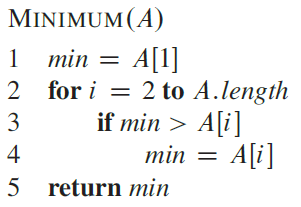 MINIMUM(A)
1 min = A[1]
2 for i = 2 to A.length
3 if min > A[i]
4 min = A[i]
5 return min